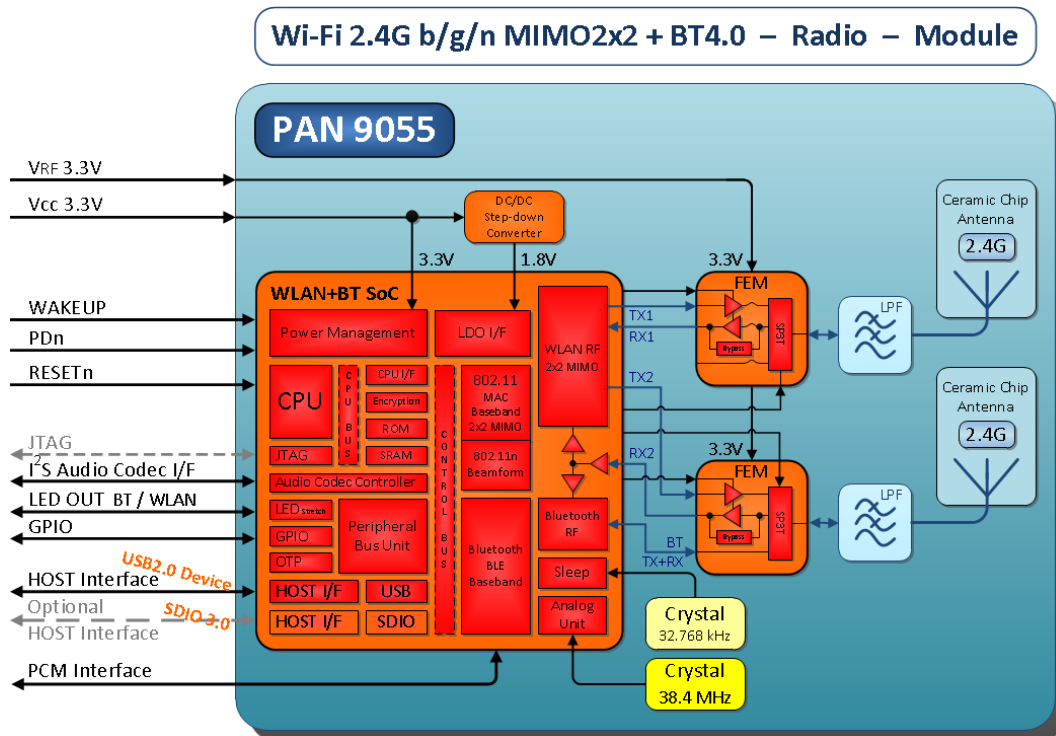 Wi-Fi 2.4G b/g/n MIMO2x2 + BT4.0 – Radio – Module
PAN 9055
VRF 3.3V
Vcc 3.3V
WAKEUP
PDn
RESETn
JTAG
I²S Audio Codec I/F
LED OUT BT / WLAN
GPIO
USB2.0 Device
HOST Interface
Optional
SDIO 3.0
HOST Interface
PCM Interface
DC/DC
Step-down
Converter
3.3V
1.8V
WLAN+BT SoC
Power Management
LDO I/F
CPU
CPU BUS
CPU I/F
Encryption
ROM
SRAM
JTAG
Audio Codec Controller
LED Stretch
GPIO
OTP
Peripheral
Bus Unit
HOST I/F
USB
HOST I/F
SDIO
CONTROL BUS
802.11
MAC
Baseband
2x2 MIMO
802.11n
Beamform
Bluetooth
BLE
Baseband
WLAN RF
2x2 MIMO
Bluetooth
RF
Sleep
Analog
Unit
TX1
RX1
TX2
RX2
BT
TX+RX
3.3V
FEM
Bypass
SP3T
3.3V
FEM
Bypass
SP3T
LPF
LPF
Ceramic Chip
Antenna
2.4G
Ceramic Chip
Antenna
2.4G
Crystal
32.768 kHz
Crystal
38.4 MHz